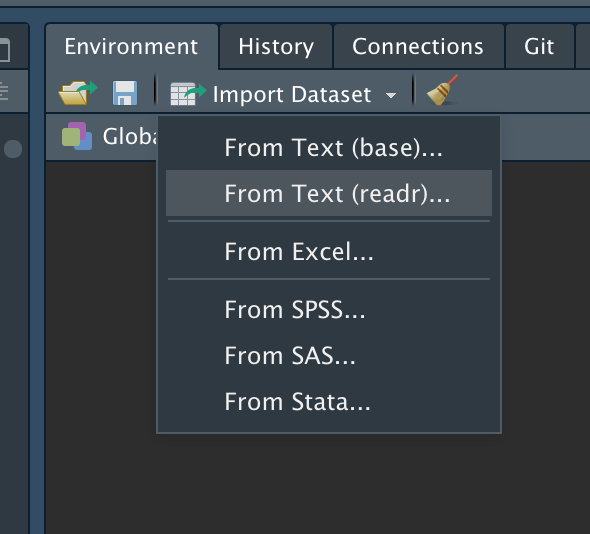 Environment History Connections Git
Import Dataset
Globa
From Text (base)...
From Text (readr)...
From Excel...
From SPSS...
From SAS...
From Stata...